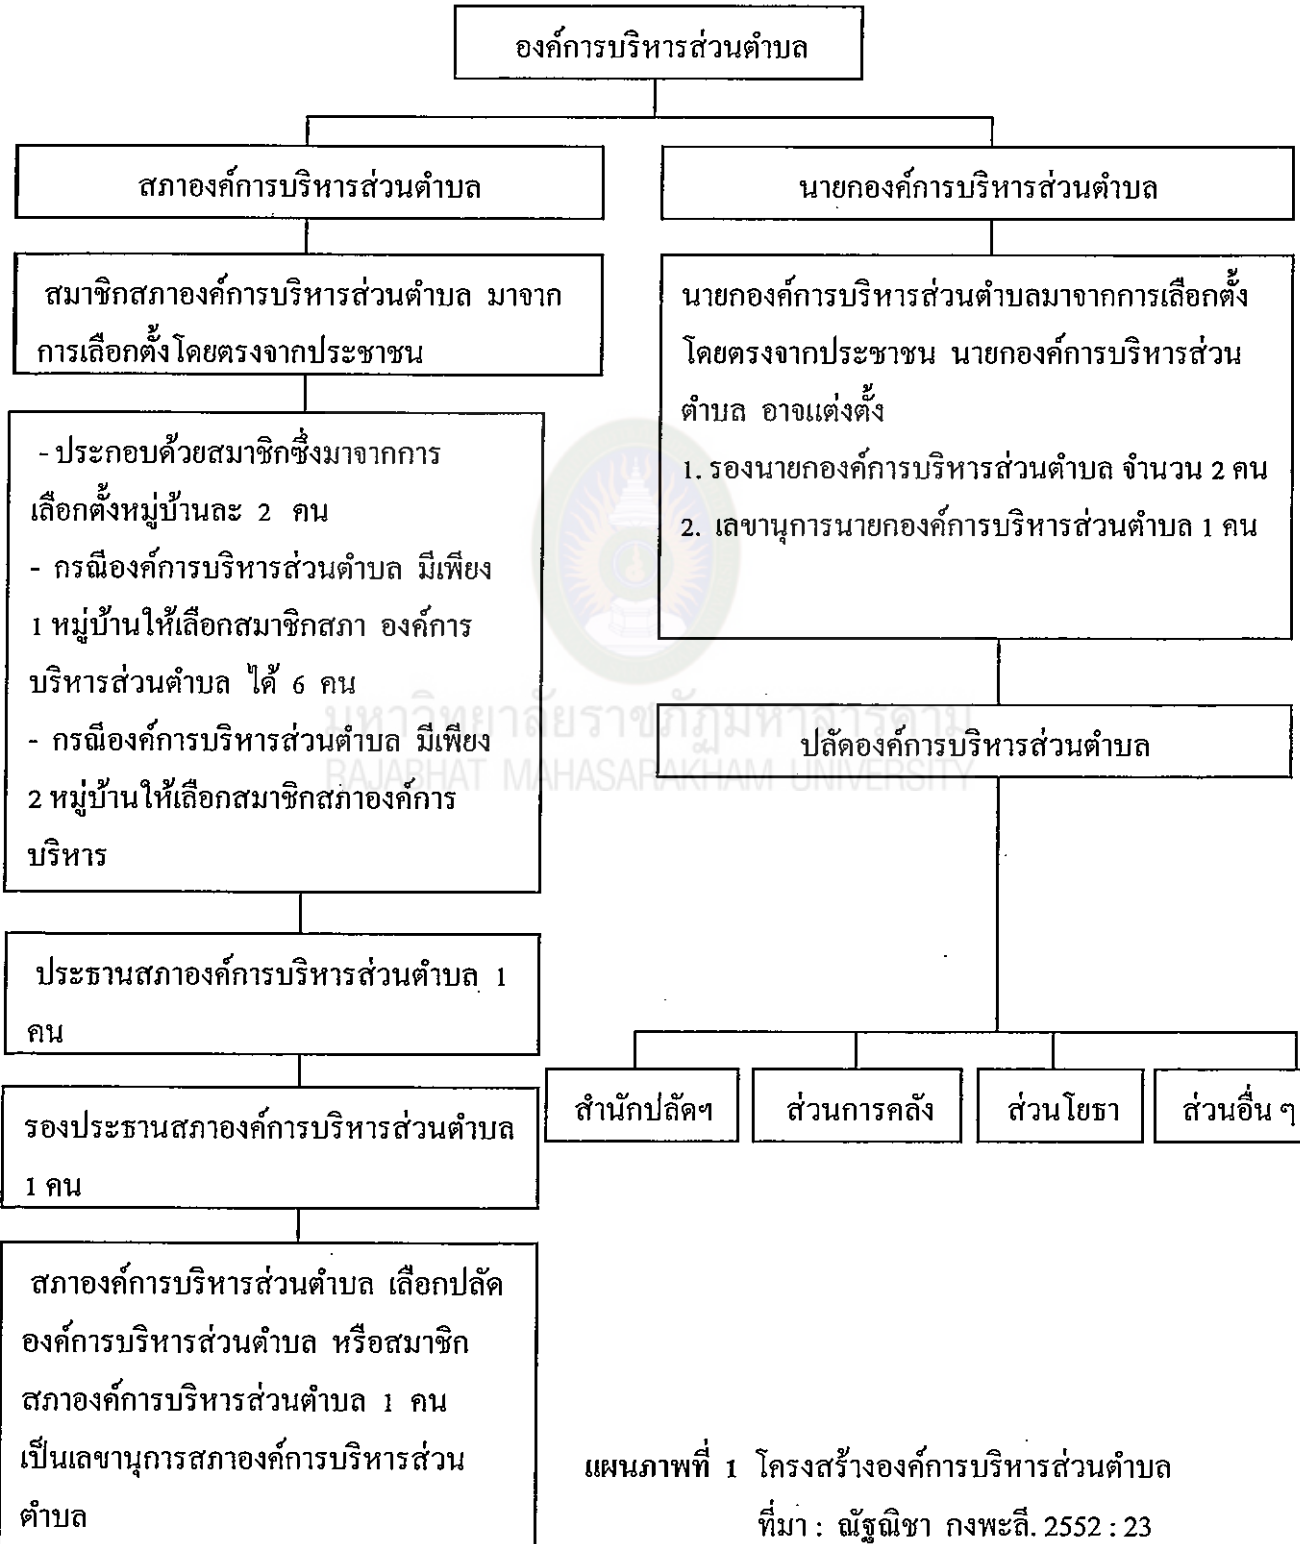 องค์การบริหารส่วนตำบล
สภาองค์การบริหารส่วนตำบล
นายกองค์การบริหารส่วนตำบล
สมาชิกสภาองค์การบริหารส่วนตำบล มาจาก
การเลือกตั้งโดยตรงจากประชาชน
- ประกอบด้วยสมาชิกซึ่งมาจากการ
เลือกตั้งหมู่บ้านละ 2 คน
- กรณีองค์การบริหารส่วนตำบล มีเพียง
1 หมู่บ้านให้เลือกสมาชิกสภา องค์การ
บริหารส่วนตำบล ได้ 6 คน
- กรณีองค์การบริหารส่วนตำบล มีเพียง
2 หมู่บ้านให้เลือกสมาชิกสภาองค์การ
บริหาร
ประธานสภาองค์การบริหารส่วนตำบล 1
คน
รองประธานสภาองค์การบริหารส่วนตำบล
1 คน
สภาองค์การบริหารส่วนตำบล เลือกปลัด
องค์การบริหารส่วนตำบล หรือสมาชิก
สภาองค์การบริหารส่วนตำบล 1 คน
เป็นเลขานุการสภาองค์การบริหารส่วน
ตำบล
นายกองค์การบริหารส่วนตำบลมาจากการเลือกตั้ง
โดยตรงจากประชาชน นายกองค์การบริหารส่วน
ตำบล อาจแต่งตั้ง
1. รองนายกองค์การบริหารส่วนตำบล จำนวน 2 คน
2. เลขานุการนายกองค์การบริหารส่วนตำบล 1 คน
ปลัดองค์การบริหารส่วนตำบล
สำนักปลัดฯ
ส่วนการคลัง
ส่วนโยธา
ส่วนอื่น ๆ
มหาวิทยาลัยราชภัฏมหาสารคาม
RAJABHAT MAHASARAKHAM UNIVERSITY
แผนภาพที่ 1 โครงสร้างองค์การบริหารส่วนตำบล
ที่มา : ณัฐณิชา กงพะลี. 2552 : 23